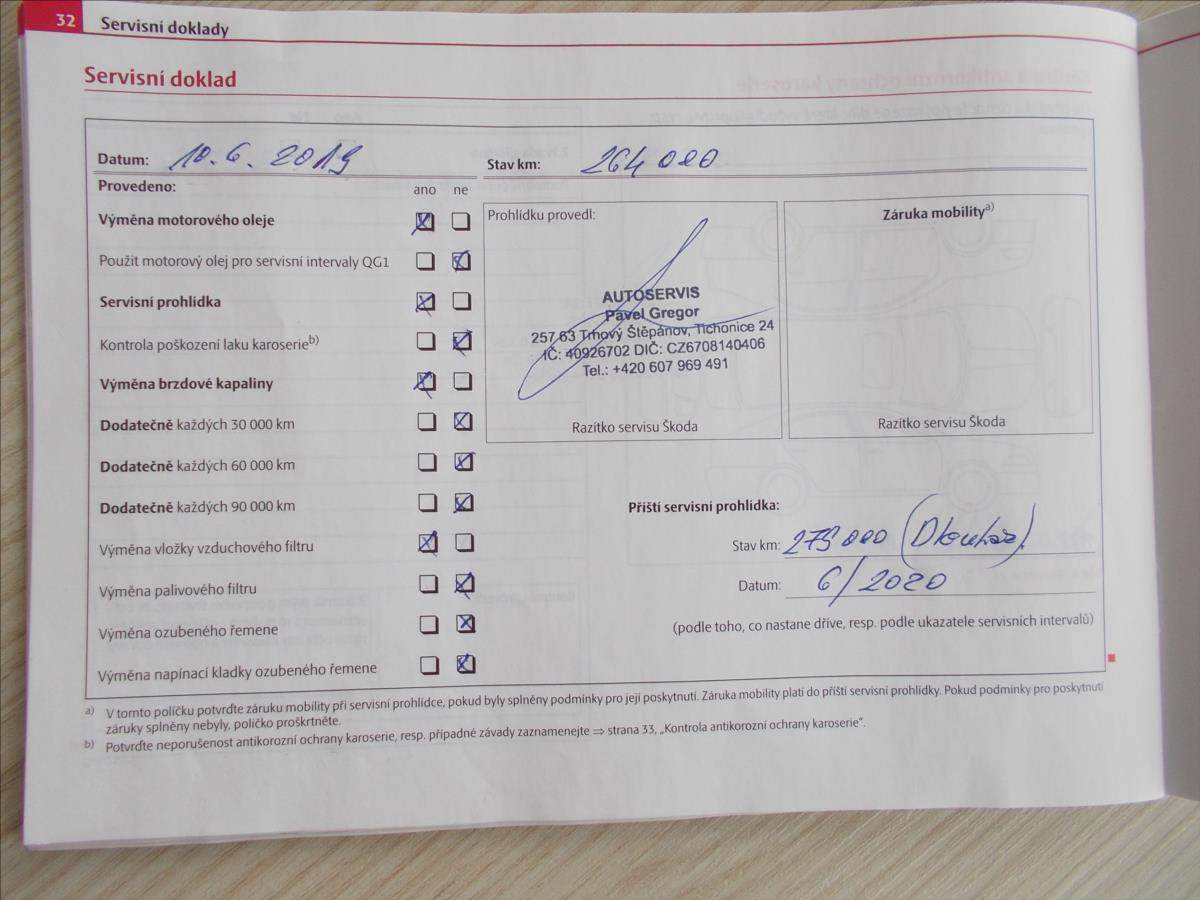 32 Servisní doklady
Servisní doklad
Datum: 10.6.2019 Stav km: 264 000
Provedeno: ano ne
Výměna motorového oleje
Použit motorový olej pro servisní intervaly QG1
Servisní prohlídka
Kontrola poškození laku karoserieb)
Výměna brzdové kapaliny
Dodatečně každých 30 000 km
Dodatečně každých 60 000 km
Dodatečně každých 90 000 km
Výměna vložky vzduchového filtru
Výměna palivového filtru
Výměna ozubeného řemene
Výměna napínací kladky ozubeného řemene
Prohlídku provedl:
AUTOSERVIS
Pavel Gregor
257 63 Trhový Štěpánov, Tichonice 24
IČ: 40926702 DIČ: CZ6708140406
Tel.: +420 607 969 491
Razítko servisu Škoda
Záruka mobilitya)
Razítko servisu Škoda
Příští servisní prohlídka:
Stav km: 279 000 (Dlouhá)
Datum: 6/2020
(podle toho, co nastane dříve, resp. podle ukazatele servisních intervalů)
a) V tomto políčku potvrďte záruku mobility při servisní prohlídce, pokud byly splněny podmínky pro její poskytnutí. Záruka mobility platí do příští servisní prohlídky. Pokud podmínky pro poskytnutí
záruky splněny nebyly, políčko proškrtněte.
b) Potvrďte neporušenost antikorozní ochrany karoserie, resp. případné závady zaznamenejte ⇒ strana 33, „Kontrola antikorozní ochrany karoserie“.